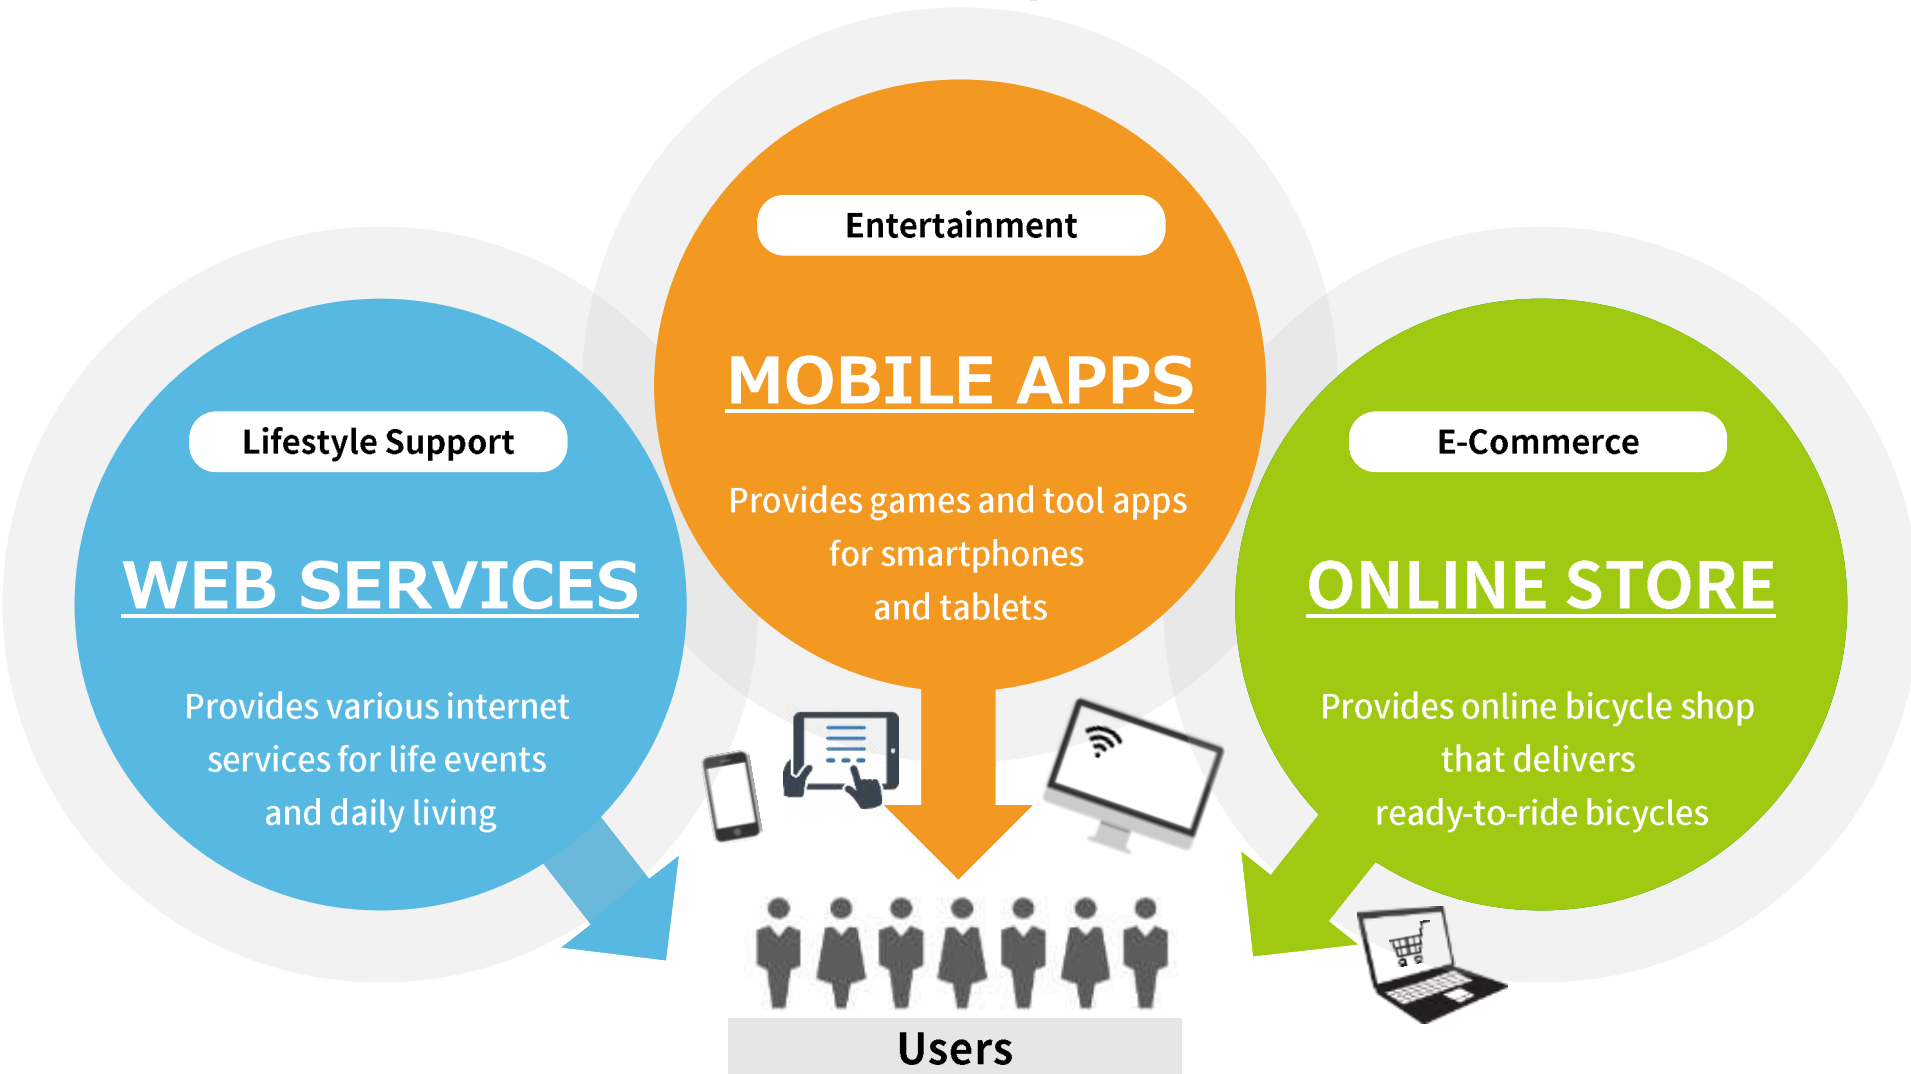 Entertainment
MOBILE APPS
Provides games and tool apps
for smartphones
and tablets
Lifestyle Support
WEB SERVICES
Provides various internet
services for life events
and daily living
E-Commerce
ONLINE STORE
Provides online bicycle shop
that delivers
ready-to-ride bicycles
Users